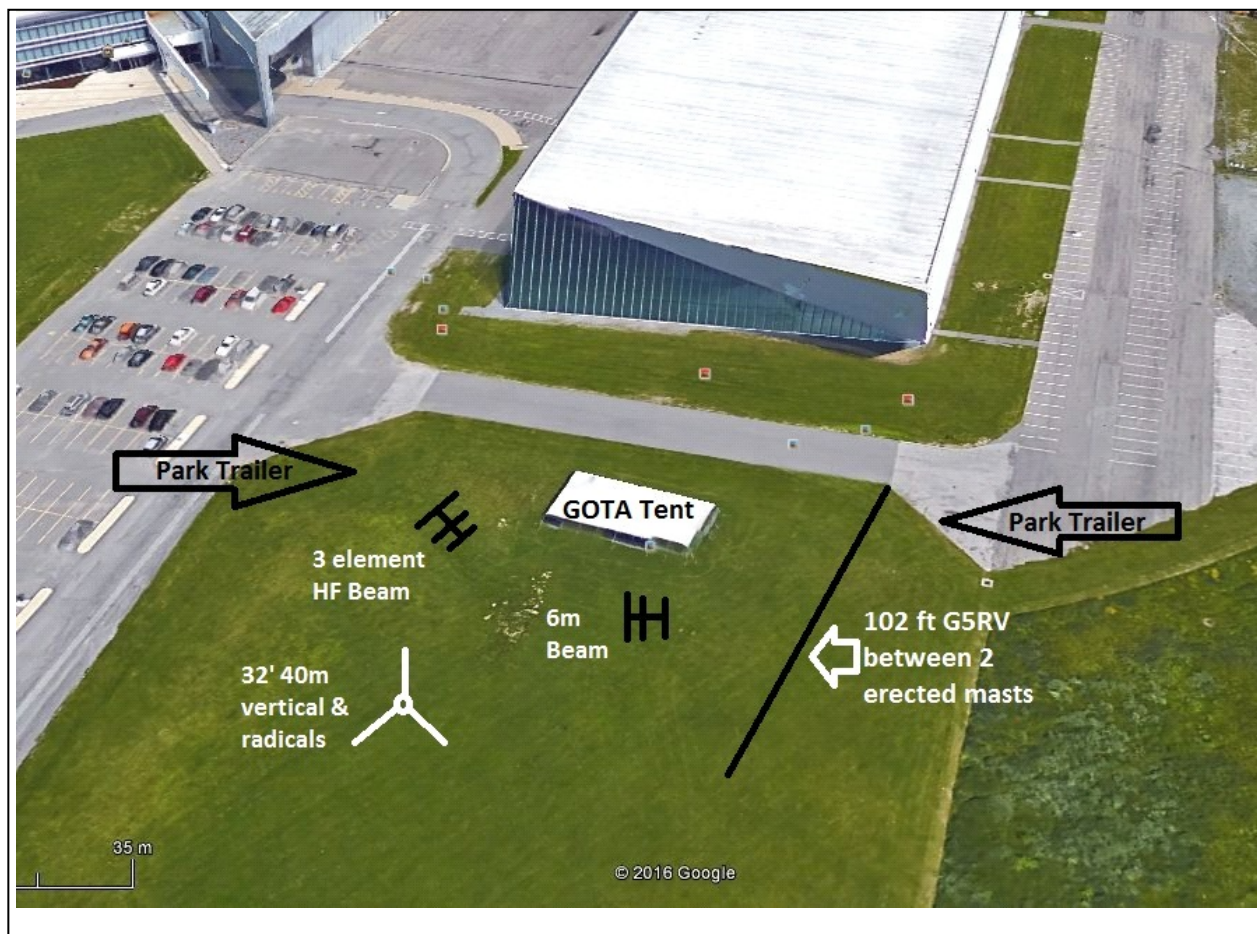 Park Trailer
GOTA Tent
Park Trailer
3 element
HF Beam
6m
Beam
102 ft G5RV
between 2
erected masts
32' 40m
vertical &
radicals
35 m
© 2016 Google